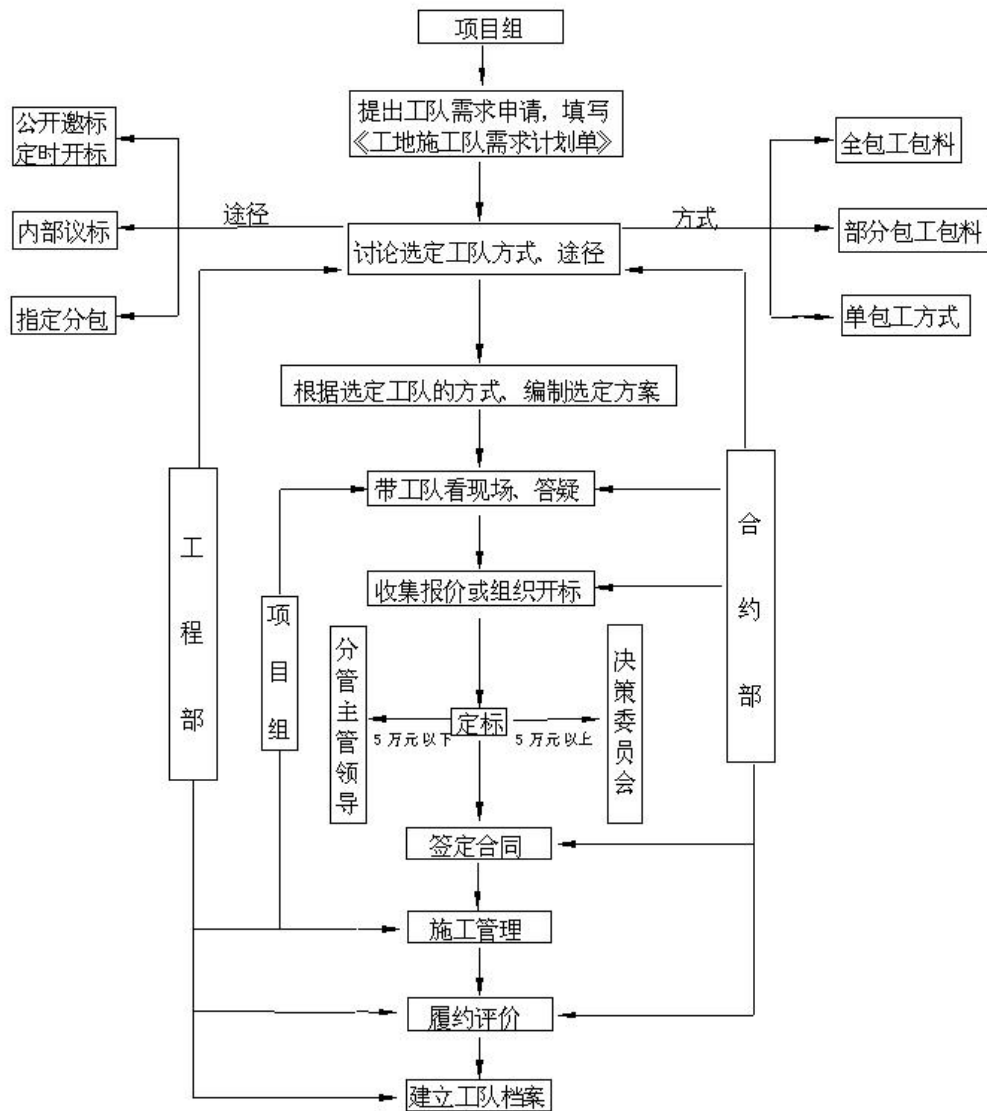 项目组
提出工队需求申请，填写
《工地施工队需求计划单》
公开邀标
定时开标
全包工包料
途径
方式
内部议标
部分包工包料
讨论选定工队方式、途径
指定分包
单包工方式
根据选定工队的方式、编制选定方案
带工队看现场、答疑
工程部
合约部
收集报价或组织开标
项目组
分管主管领导
决策委员会
定标
5万元以下
5万元以上
签定合同
施工管理
履约评价
建立工队档案